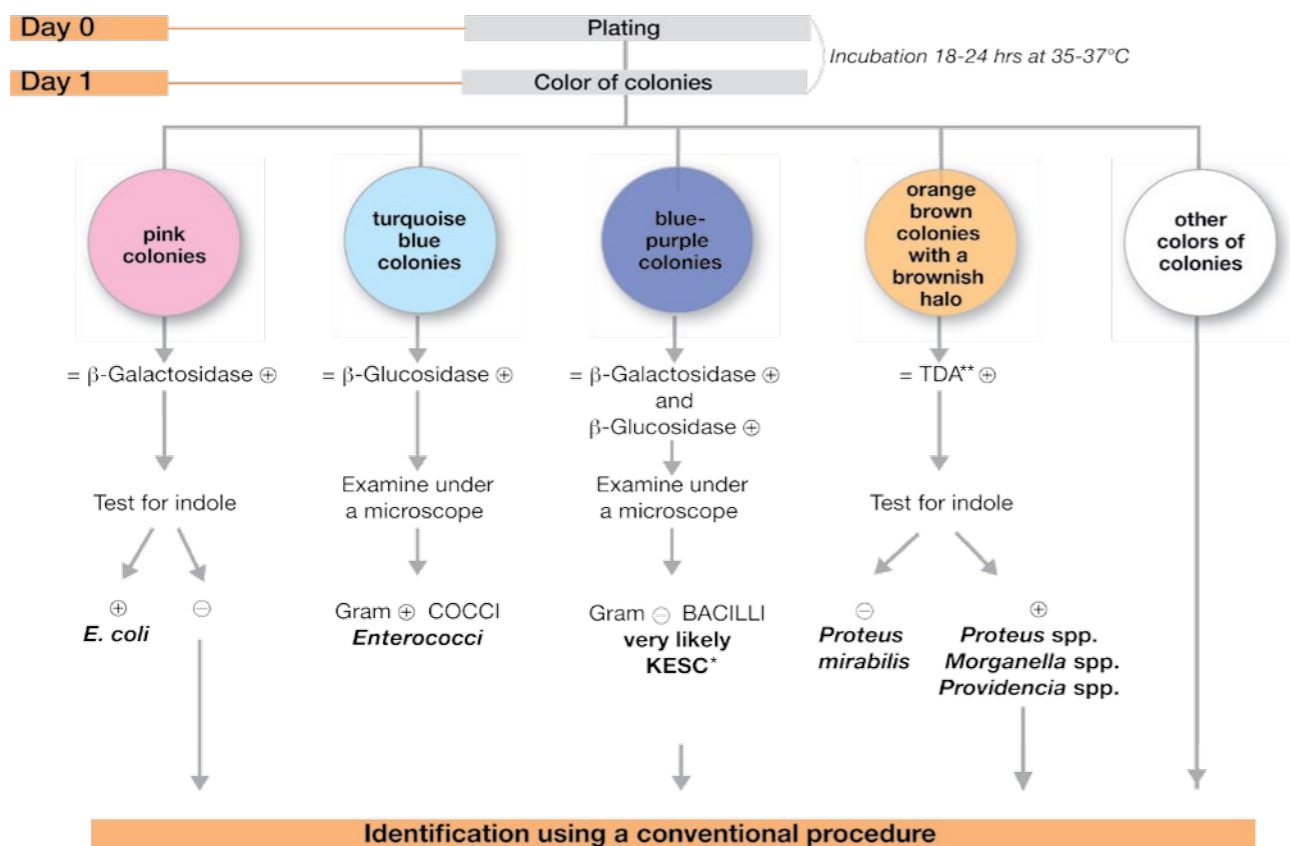 Day 0
Plating
Incubation 18-24 hrs at 35-37°C
Day 1
Color of colonies
pink
colonies
turquoise
blue
colonies
blue-
purple
colonies
orange
brown
colonies
with a
brownish
halo
other
colors of
colonies
= β-Galactosidase ⊕
= β-Glucosidase ⊕
= β-Galactosidase ⊕
and
β-Glucosidase ⊕
= TDA** ⊕
Test for indole
Examine under
a microscope
Examine under
a microscope
Test for indole
⊕
E. coli
⊖
Gram ⊕ COCCI
Enterococci
Gram ⊖ BACILLI
very likely
KESC*
⊖
Proteus
mirabilis
⊕
Proteus spp.
Morganella spp.
Providencia spp.
Identification using a conventional procedure